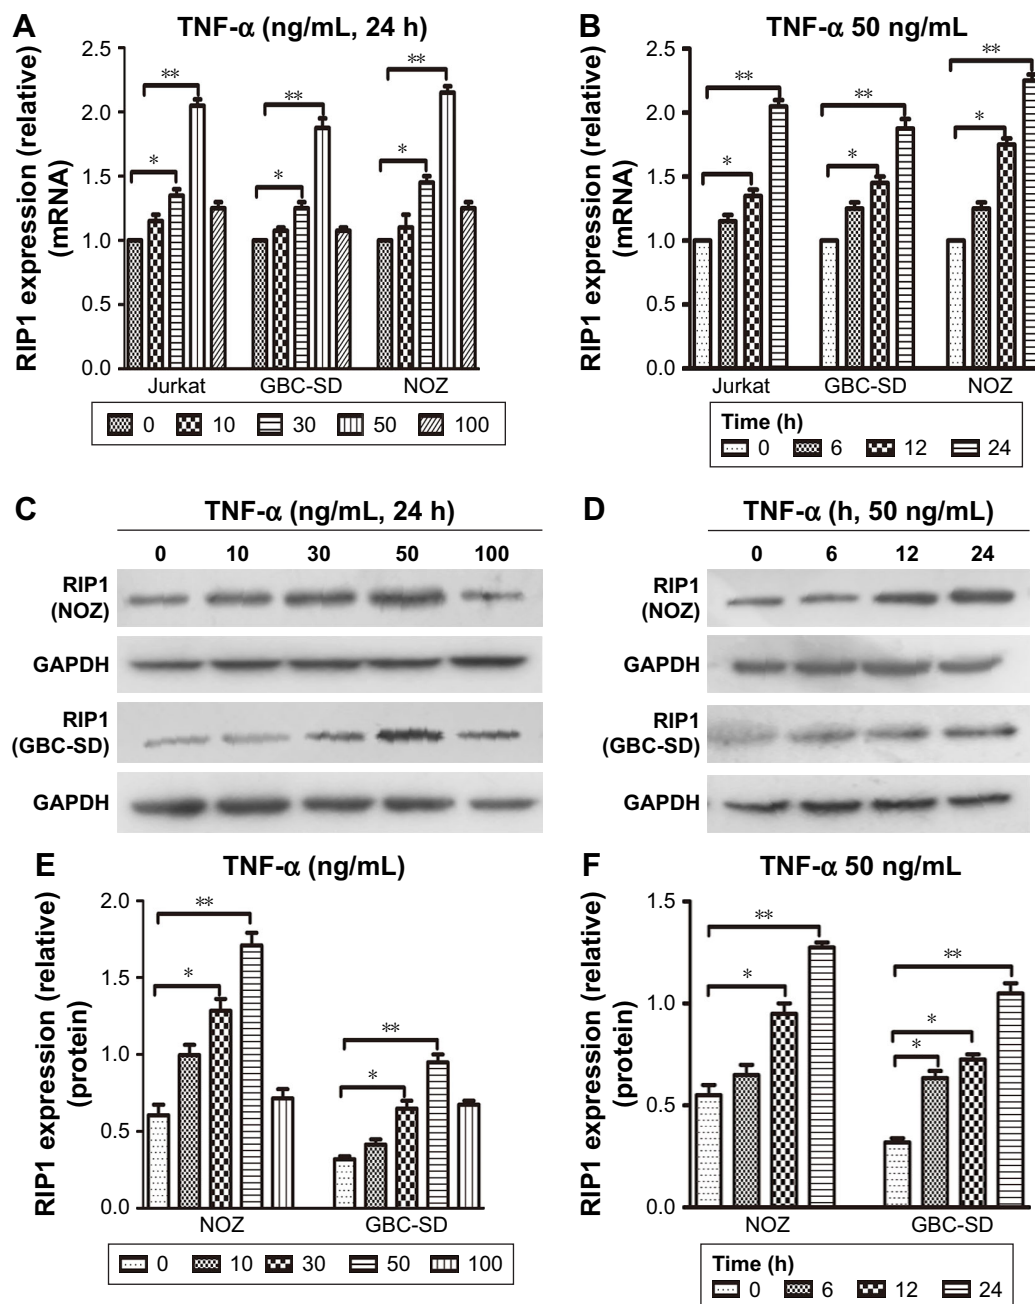 A
TNF-α (ng/mL, 24 h)
RIP1 expression (relative)
(mRNA)
2.5
2.0
1.5
1.0
0.5
0.0
** ** **
* * *
Jurkat GBC-SD NOZ
0 10 30 50 100
B
TNF-α 50 ng/mL
RIP1 expression (relative)
(mRNA)
2.5
2.0
1.5
1.0
0.5
0.0
** ** **
* * *
Jurkat GBC-SD NOZ
Time (h)
0 6 12 24
C
TNF-α (ng/mL, 24 h)
0 10 30 50 100
RIP1
(NOZ)
GAPDH
RIP1
(GBC-SD)
GAPDH
D
TNF-α (h, 50 ng/mL)
0 6 12 24
RIP1
(NOZ)
GAPDH
RIP1
(GBC-SD)
GAPDH
E
TNF-α (ng/mL)
RIP1 expression (relative)
(protein)
2.0
1.5
1.0
0.5
0.0
** **
* *
NOZ GBC-SD
0 10 30 50 100
F
TNF-α 50 ng/mL
RIP1 expression (relative)
(protein)
1.5
1.0
0.5
0.0
** **
* *
*
NOZ GBC-SD
Time (h)
0 6 12 24